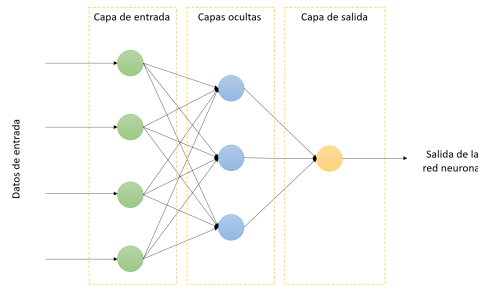 Capa de entrada
Capas ocultas
Capa de salida
Datos de entrada
Salida de la
red neurona